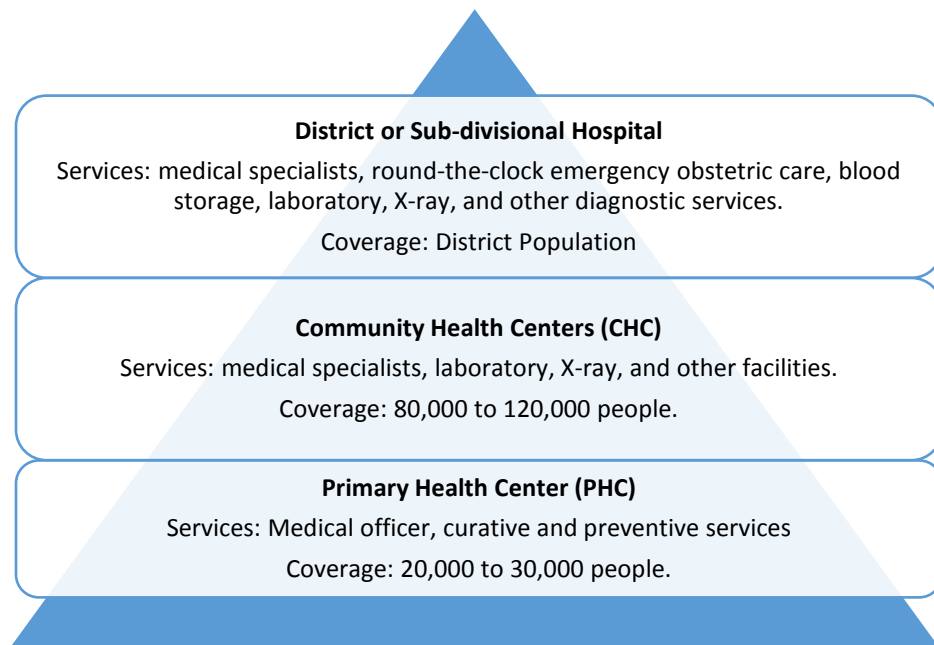 District or Sub-divisional Hospital
Services: medical specialists, round-the-clock emergency obstetric care, blood
storage, laboratory, X-ray, and other diagnostic services.
Coverage: District Population
Community Health Centers (CHC)
Services: medical specialists, laboratory, X-ray, and other facilities.
Coverage: 80,000 to 120,000 people.
Primary Health Center (PHC)
Services: Medical officer, curative and preventive services
Coverage: 20,000 to 30,000 people.